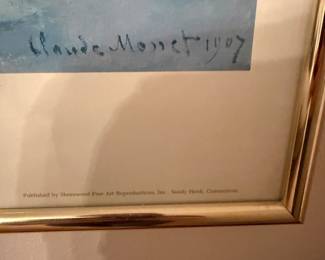 Claude Monet 1907
Published by Shorewood Fine Art Reproductions, Inc. Sandy Hook, Connecticut